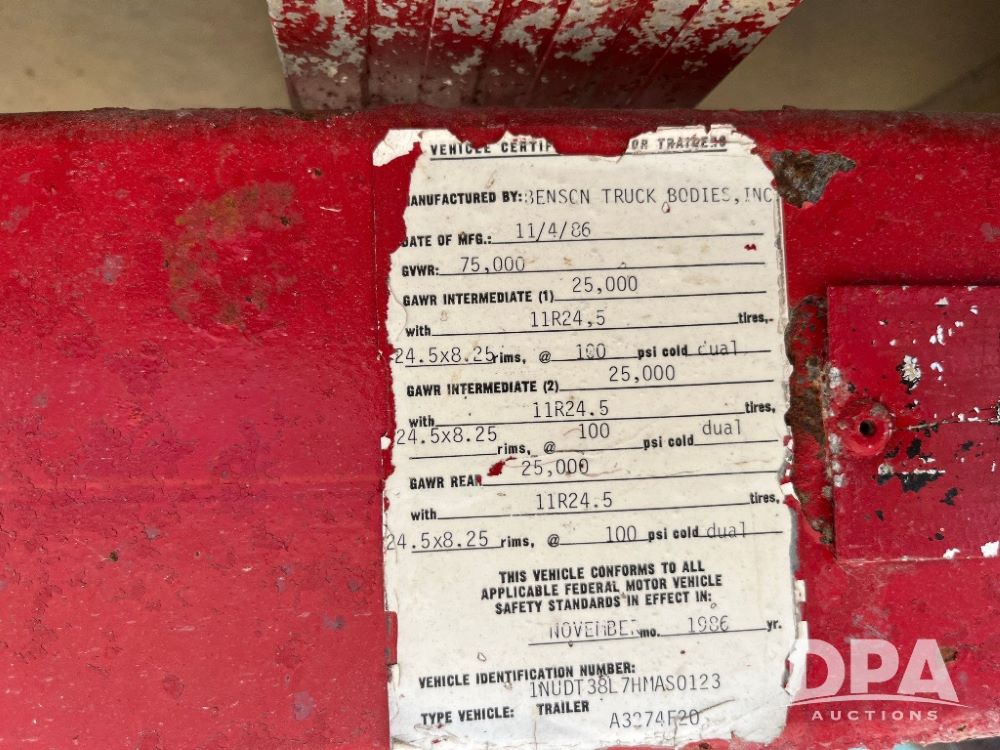 VEHICLE CERTIF OR TRAILERS
ANUFACTURED BY: BENSON TRUCK BODIES, INC
DATE OF MFG.: 11/4/86
GVWR: 75,000
GAWR INTERMEDIATE (1) 25,000
with 11R24.5 tires,
24.5x8.25 rims, @ 100 psi cold dual
GAWR INTERMEDIATE (2) 25,000
with 11R24.5 tires,
24.5x8.25 rims, @ 100 psi cold dual
GAWR REAR 25,000
with 11R24.5 tires,
24.5x8.25 rims, @ 100 psi cold dual
THIS VEHICLE CONFORMS TO ALL
APPLICABLE FEDERAL MOTOR VEHICLE
SAFETY STANDARDS IN EFFECT IN:
NOVEMBER mo. 1986 yr.
VEHICLE IDENTIFICATION NUMBER:
1NUDT38L7HMAS0123
TYPE VEHICLE: TRAILER
DPA
AUCTIONS